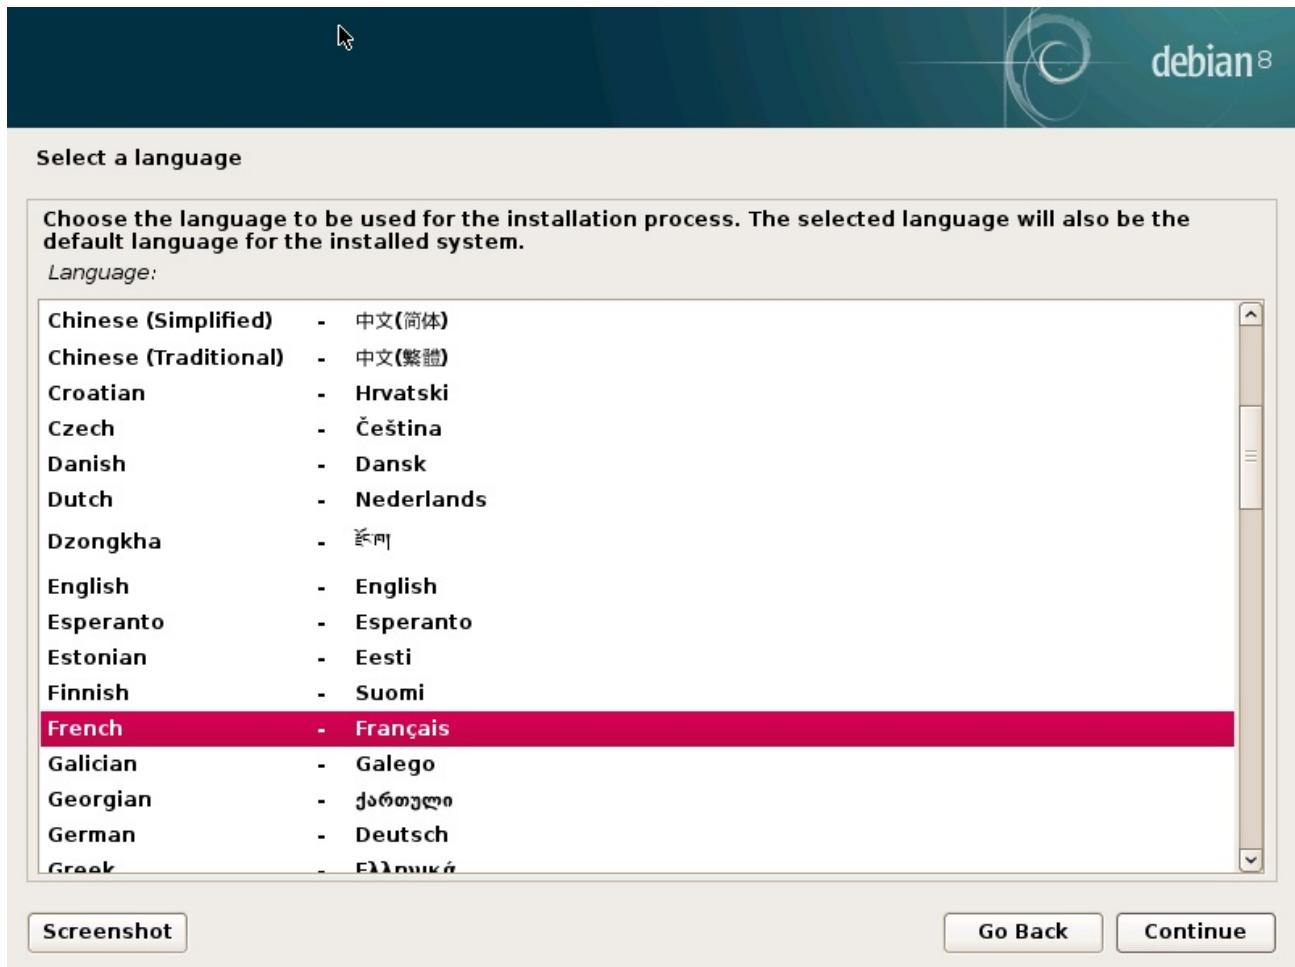 debian 8
Select a language
Choose the language to be used for the installation process. The selected language will also be the
default language for the installed system.
Language:
Chinese (Simplified) - 中文(简体)
Chinese (Traditional) - 中文(繁體)
Croatian - Hrvatski
Czech - Čeština
Danish - Dansk
Dutch - Nederlands
Dzongkha - རྫོང་ཁ།
English - English
Esperanto - Esperanto
Estonian - Eesti
Finnish - Suomi
French - Français
Galician - Galego
Georgian - ქართული
German - Deutsch
Greek - Ελληνικά
Screenshot Go Back Continue